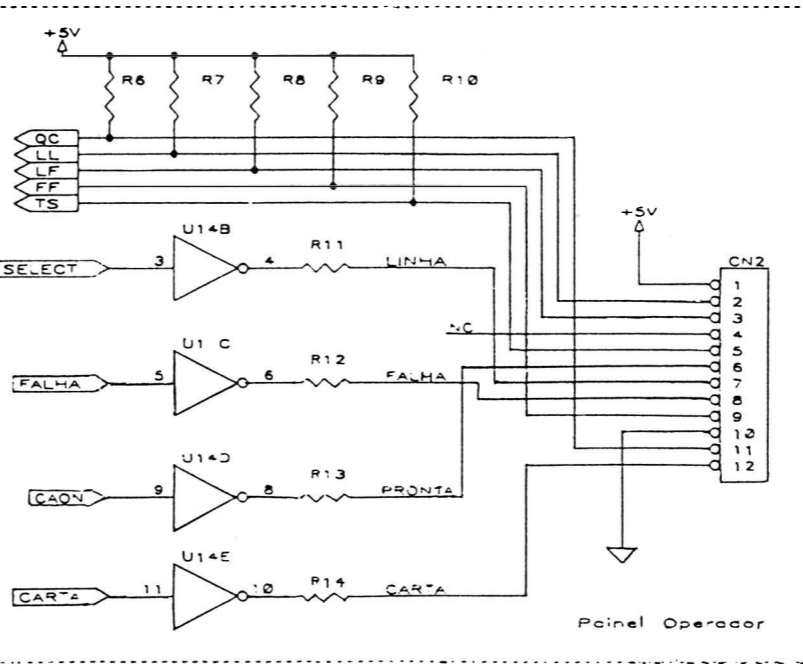 +5V
R6 R7 R8 R9 R10
QC
LL
LF
FF
TS
+5V
U14B
SELECT 3 4 R11 LINHA
CN2
1
2
3
NC 4
5
6
7
8
9
10
11
12
U1 C
FALHA 5 6 R12 FALHA
U14D
CAON 9 8 R13 PRONTA
U14E
CARTA 11 10 R14 CARTA
Painel Operador